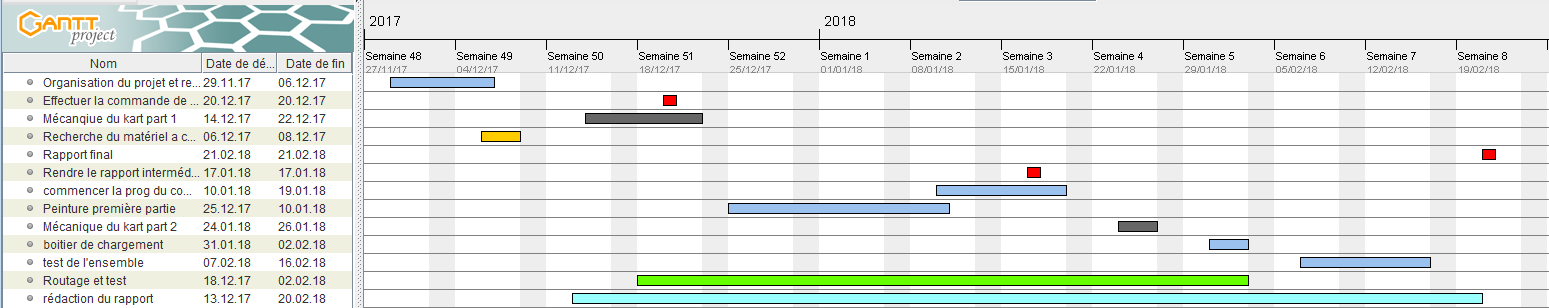 GANTT
project
2017 2018
Nom Date de dé... Date de fin
Semaine 48 Semaine 49 Semaine 50 Semaine 51 Semaine 52 Semaine 1 Semaine 2 Semaine 3 Semaine 4 Semaine 5 Semaine 6 Semaine 7 Semaine 8
27/11/17 04/12/17 11/12/17 18/12/17 25/12/17 01/01/18 08/01/18 15/01/18 22/01/18 29/01/18 05/02/18 12/02/18 19/02/18
Organisation du projet et re... 29.11.17 06.12.17
Effectuer la commande de ... 20.12.17 20.12.17
Mécanqiue du kart part 1 14.12.17 22.12.17
Recherche du matériel a c... 06.12.17 08.12.17
Rapport final 21.02.18 21.02.18
Rendre le rapport interméd... 17.01.18 17.01.18
commencer la prog du co... 10.01.18 19.01.18
Peinture première partie 25.12.17 10.01.18
Mécanique du kart part 2 24.01.18 26.01.18
boitier de chargement 31.01.18 02.02.18
test de l'ensemble 07.02.18 16.02.18
Routage et test 18.12.17 02.02.18
rédaction du rapport 13.12.17 20.02.18